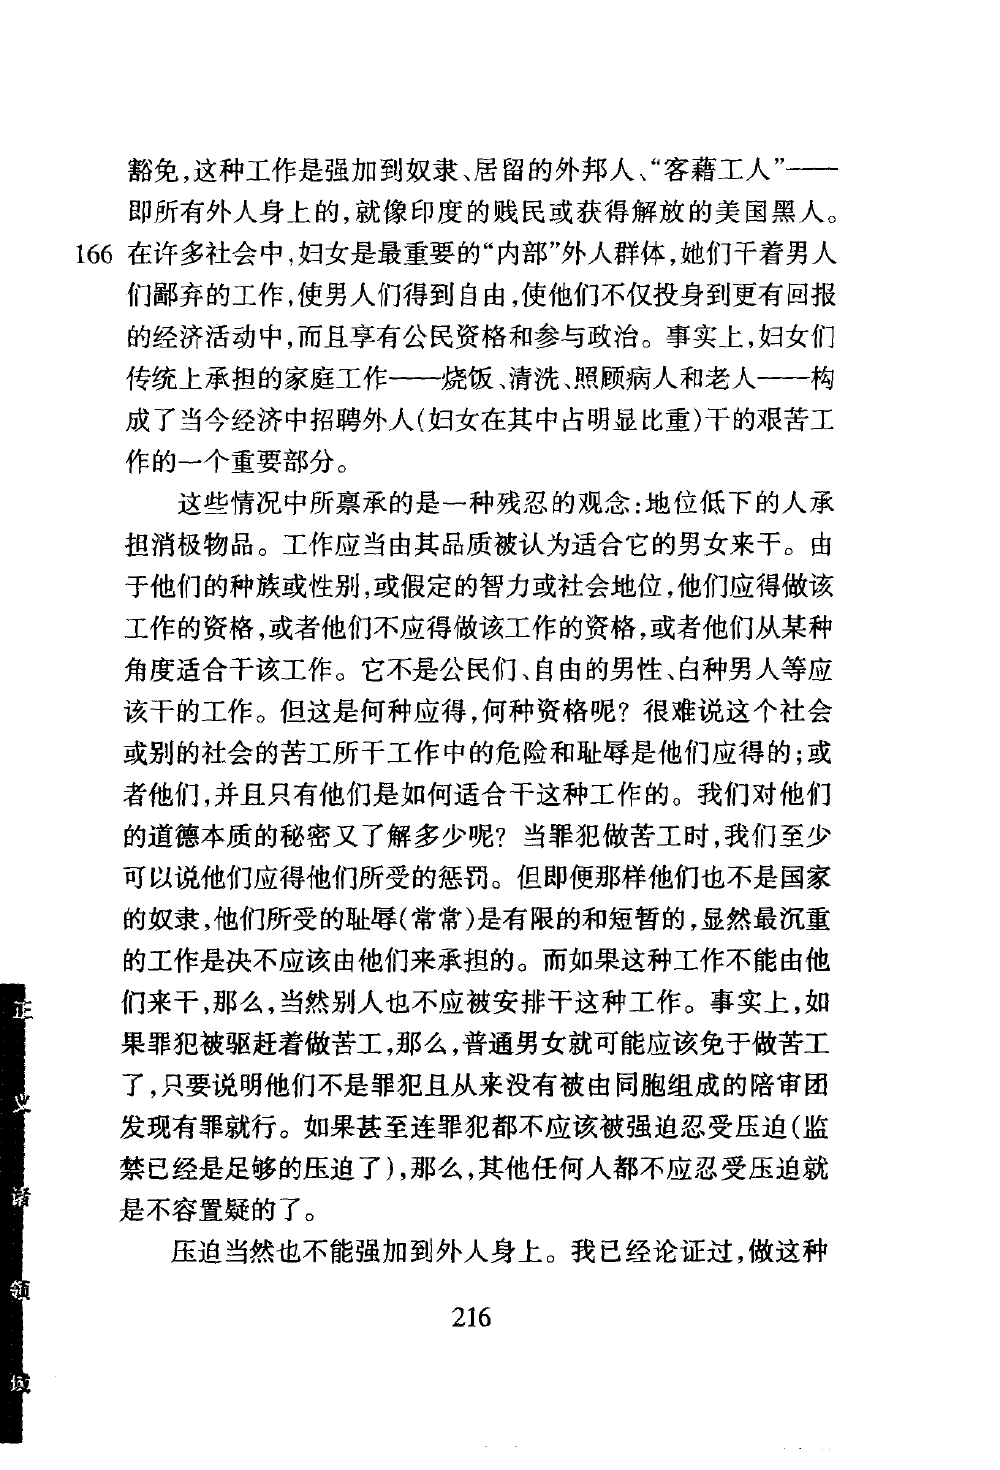 豁免,这种工作是强加到奴隶、居留的外邦人、“客藉工人”——
即所有外人身上的,就像印度的贱民或获得解放的美国黑人。
166 在许多社会中,妇女是最重要的“内部”外人群体,她们干着男人
们鄙弃的工作,使男人们得到自由,使他们不仅投身到更有回报
的经济活动中,而且享有公民资格和参与政治。事实上,妇女们
传统上承担的家庭工作——烧饭、清洗、照顾病人和老人——构
成了当今经济中招聘外人(妇女在其中占明显比重)干的艰苦工
作的一个重要部分。
这些情况中所禀承的是一种残忍的观念:地位低下的人承
担消极物品。工作应当由其品质被认为适合它的男女来干。由
于他们的种族或性别,或假定的智力或社会地位,他们应得做该
工作的资格,或者他们不应得做该工作的资格,或者他们从某种
角度适合干该工作。它不是公民们、自由的男性、白种男人等应
该干的工作。但这是何种应得,何种资格呢?很难说这个社会
或别的社会的苦工所干工作中的危险和耻辱是他们应得的;或
者他们,并且只有他们是如何适合干这种工作的。我们对他们
的道德本质的秘密又了解多少呢?当罪犯做苦工时,我们至少
可以说他们应得他们所受的惩罚。但即便那样他们也不是国家
的奴隶,他们所受的耻辱(常常)是有限的和短暂的,显然最沉重
的工作是决不应该由他们来承担的。而如果这种工作不能由他
们来干,那么,当然别人也不应被安排干这种工作。事实上,如
果罪犯被驱赶着做苦工,那么,普通男女就可能应该免于做苦工
了,只要说明他们不是罪犯且从来没有被由同胞组成的陪审团
发现有罪就行。如果甚至连罪犯都不应该被强迫忍受压迫(监
禁已经是足够的压迫了),那么,其他任何人都不应忍受压迫就
是不容置疑的了。
压迫当然也不能强加到外人身上。我已经论证过,做这种
216
正
义
诸
领
域